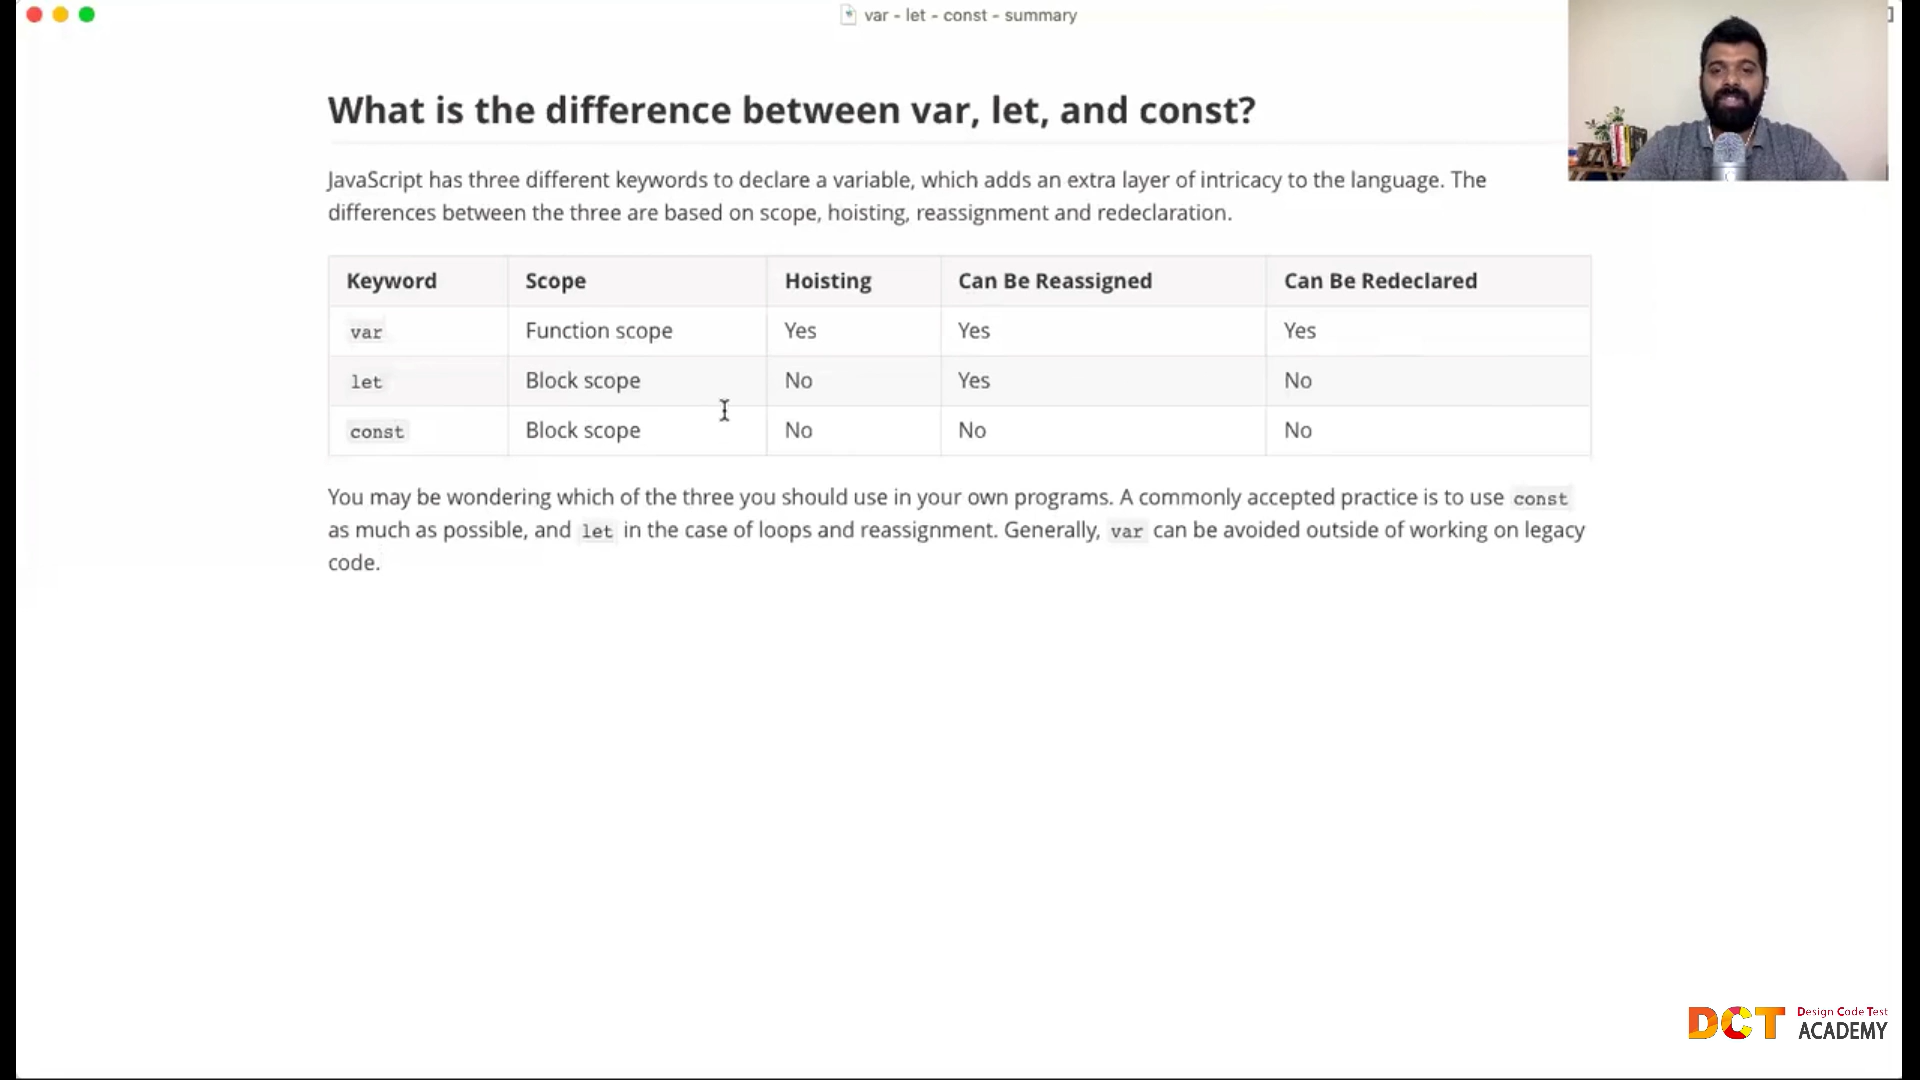 var - let - const - summary
What is the difference between var, let, and const?
JavaScript has three different keywords to declare a variable, which adds an extra layer of intricacy to the language. The
differences between the three are based on scope, hoisting, reassignment and redeclaration.
Keyword Scope Hoisting Can Be Reassigned Can Be Redeclared
var Function scope Yes Yes Yes
let Block scope No Yes No
const Block scope No No No
You may be wondering which of the three you should use in your own programs. A commonly accepted practice is to use const
as much as possible, and let in the case of loops and reassignment. Generally, var can be avoided outside of working on legacy
code.
DCT Design Code Test
ACADEMY